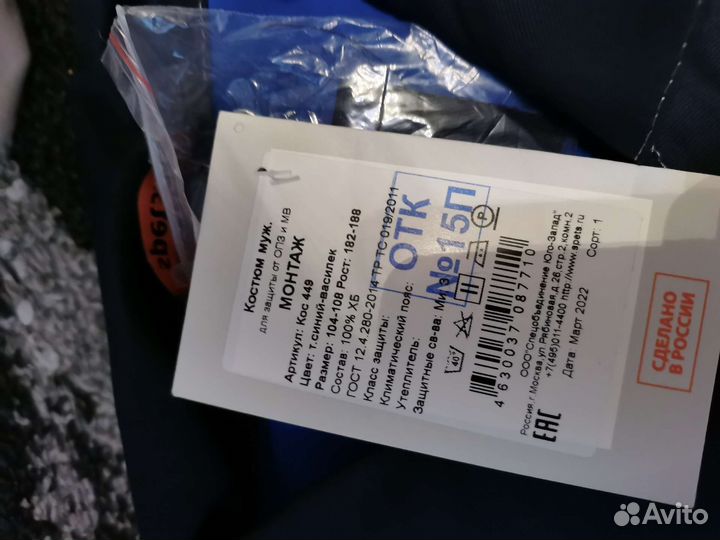 Костюм муж.
для защиты от ОПЗ и МВ
МОНТАЖ
Артикул: Кос 449
Цвет: т.синий-василек
Размер: 104-108 Рост: 182-188
Состав: 100% ХБ
ГОСТ 12.4.280-2014 ТР ТС 019/2011
Класс защиты:
Климатический пояс:
Утеплитель:
Защитные св-ва: Ми З
ОТК
№15П
40°
P
4 630037 087710
ООО"Спецобъединение Юго-Запад"
Россия, г.Москва, ул.Рябиновая, д.26, стр.2, комн.2
+7(495)011-4400 http://www.spets.ru
Дата: Март 2022
Сорт: 1
EAC
СДЕЛАНО
В РОССИИ
Avito